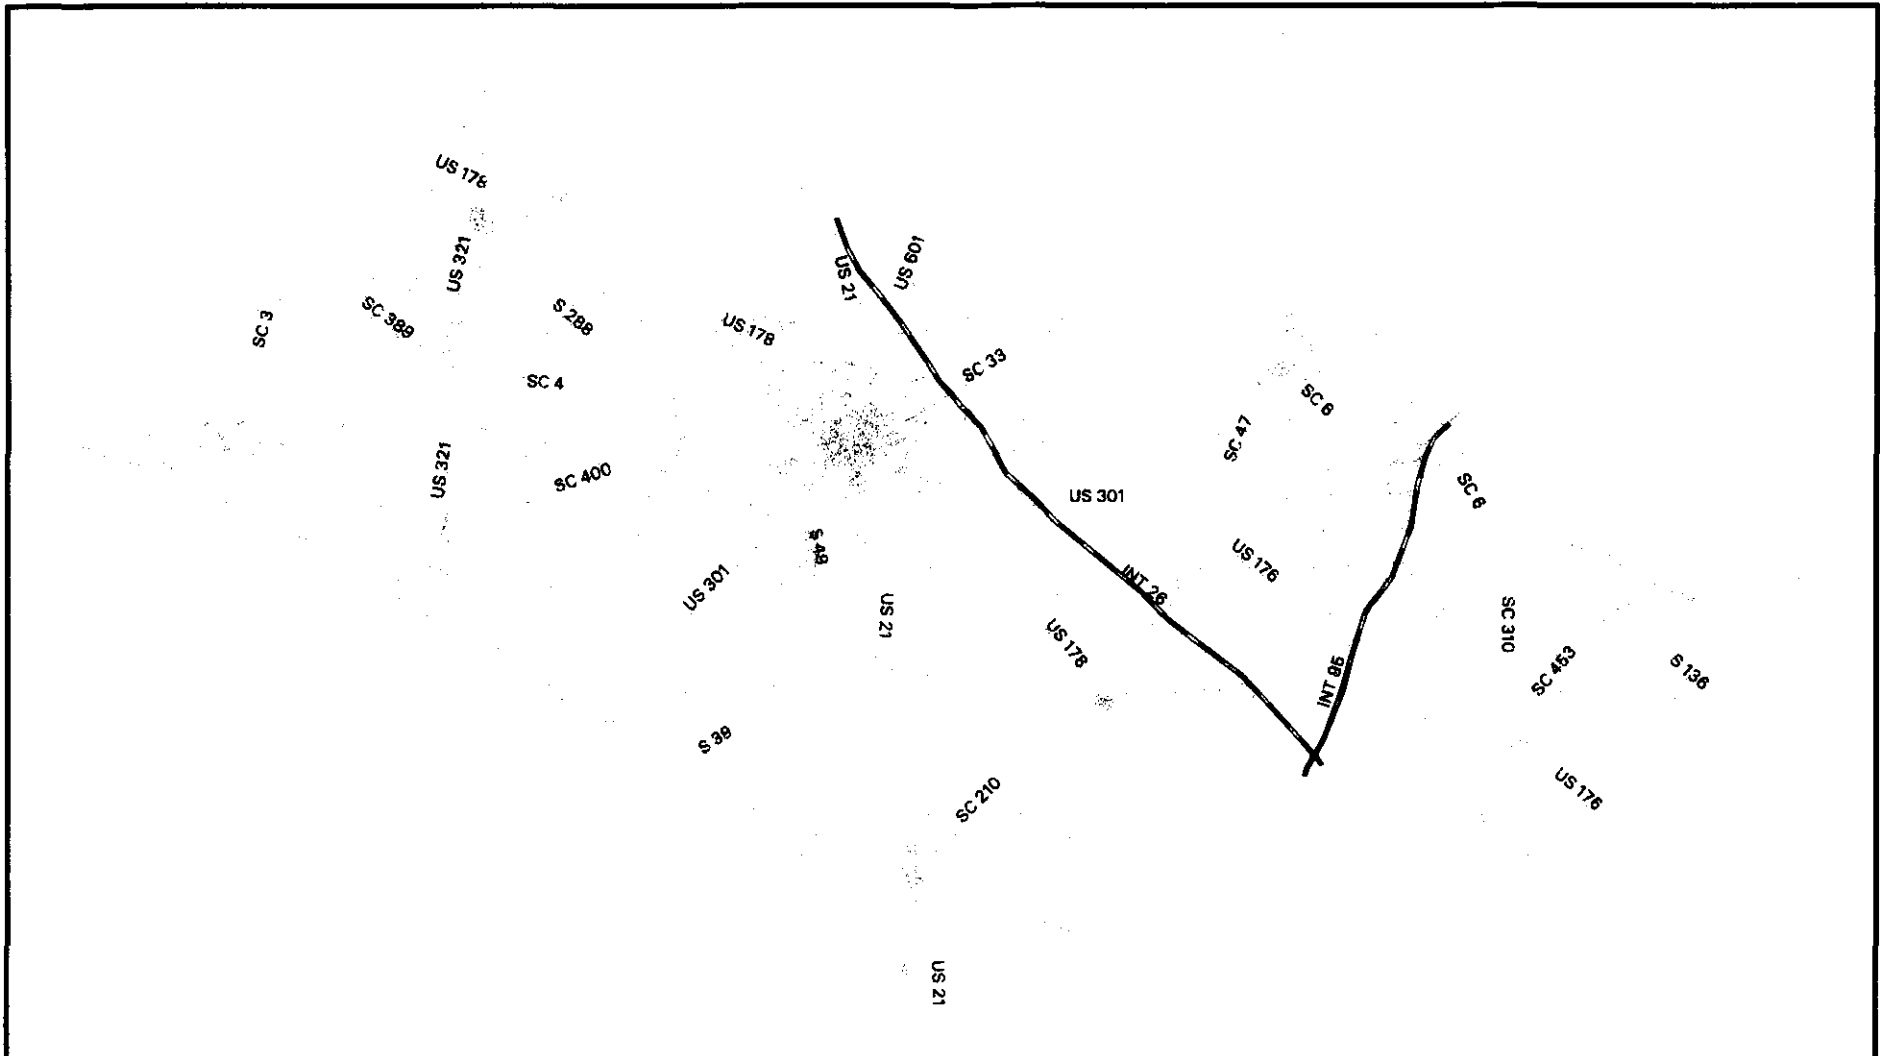 US 178
US 321
US 21
US 601
SC 3
SC 389
S 288
US 178
SC 33
SC 4
SC 6
SC 47
US 321
SC 400
US 301
SC 6
S 49
US 176
INT 26
US 301
US 21
US 178
SC 310
SC 453
S 136
INT 95
S 39
SC 210
US 176
US 21